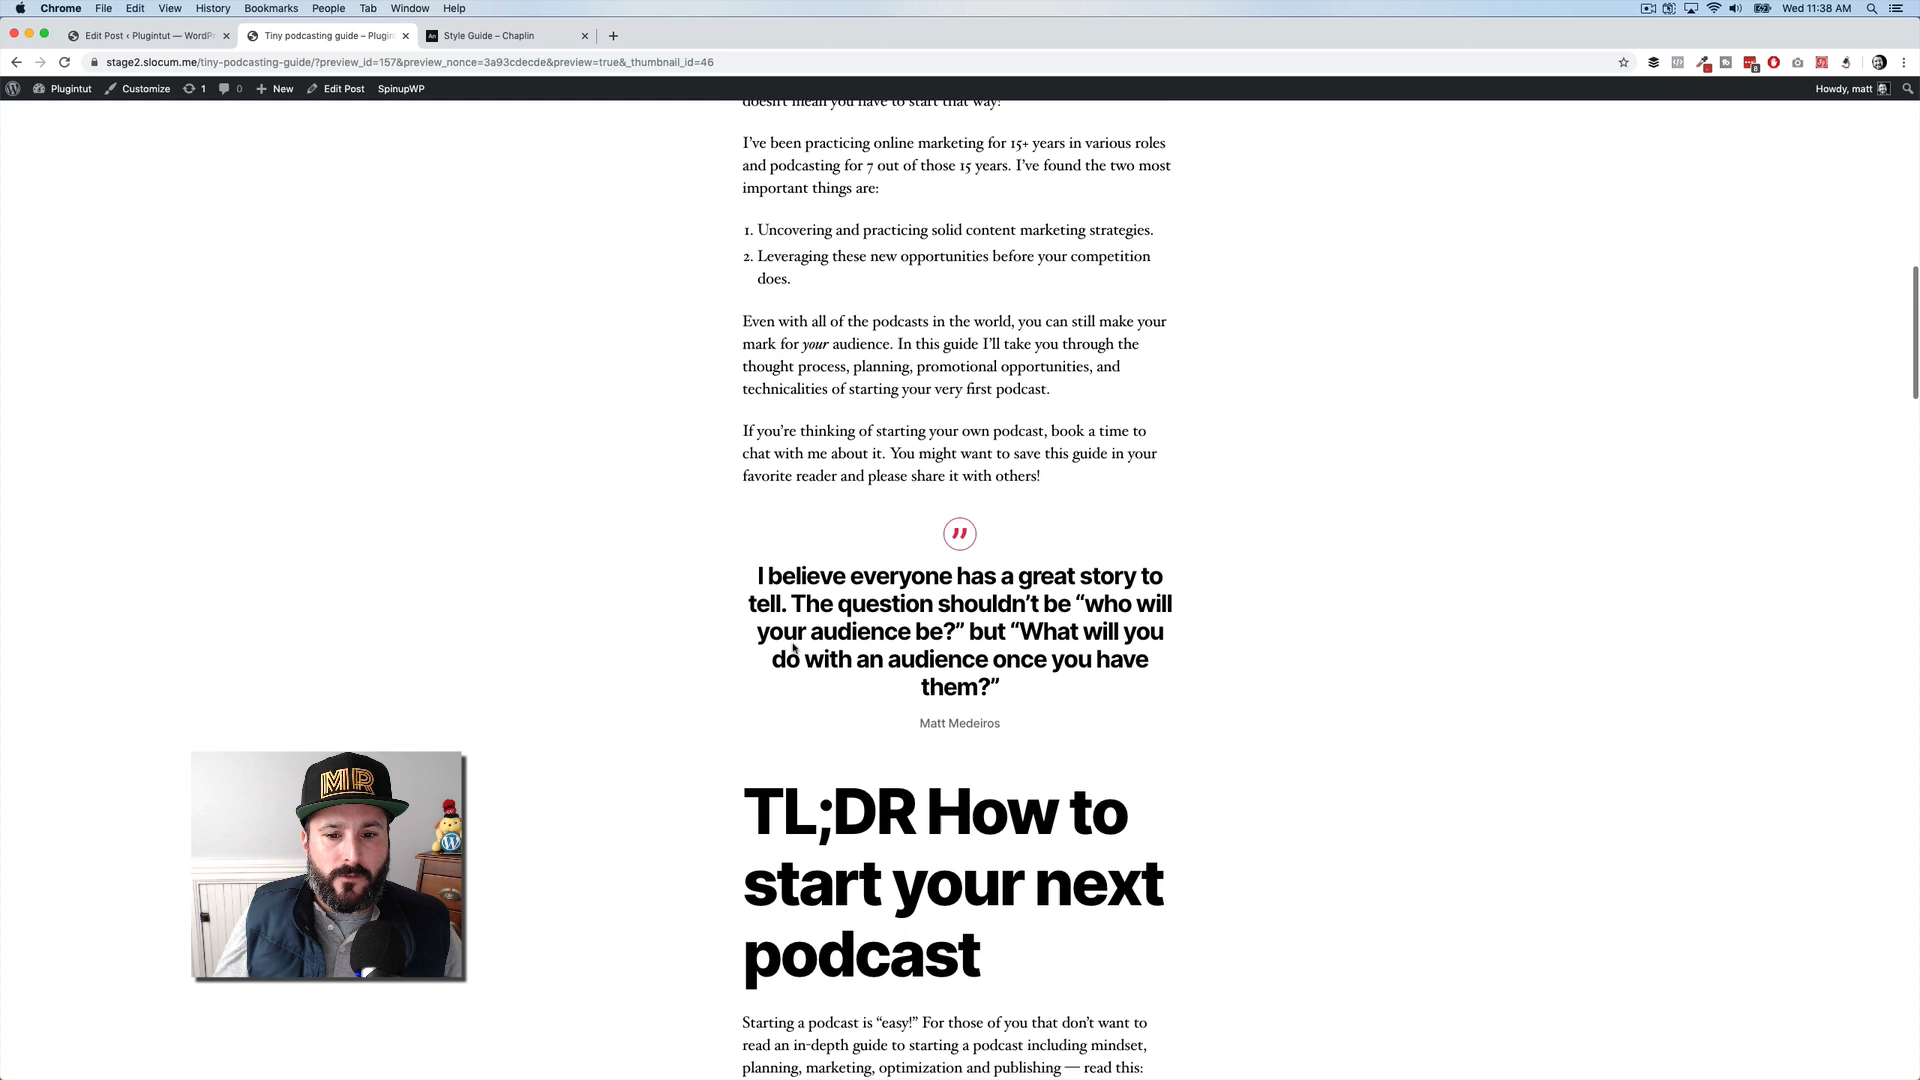 Chrome File Edit View History Bookmarks People Tab Window Help
Wed 11:38 AM
Edit Post ‹ Plugintut — WordPr
Tiny podcasting guide – Plugin
An Style Guide – Chaplin
stage2.slocum.me/tiny-podcasting-guide/?preview_id=157&preview_nonce=3a93cdecde&preview=true&_thumbnail_id=46
Plugintut Customize 1 0 New Edit Post SpinupWP
Howdy, matt
doesn't mean you have to start that way!
I've been practicing online marketing for 15+ years in various roles
and podcasting for 7 out of those 15 years. I've found the two most
important things are:
1. Uncovering and practicing solid content marketing strategies.
2. Leveraging these new opportunities before your competition
does.
Even with all of the podcasts in the world, you can still make your
mark for your audience. In this guide I'll take you through the
thought process, planning, promotional opportunities, and
technicalities of starting your very first podcast.
If you're thinking of starting your own podcast, book a time to
chat with me about it. You might want to save this guide in your
favorite reader and please share it with others!
”
I believe everyone has a great story to
tell. The question shouldn't be “who will
your audience be?” but “What will you
do with an audience once you have
them?”
Matt Medeiros
MR
TL;DR How to
start your next
podcast
Starting a podcast is “easy!” For those of you that don't want to
read an in-depth guide to starting a podcast including mindset,
planning, marketing, optimization and publishing — read this: